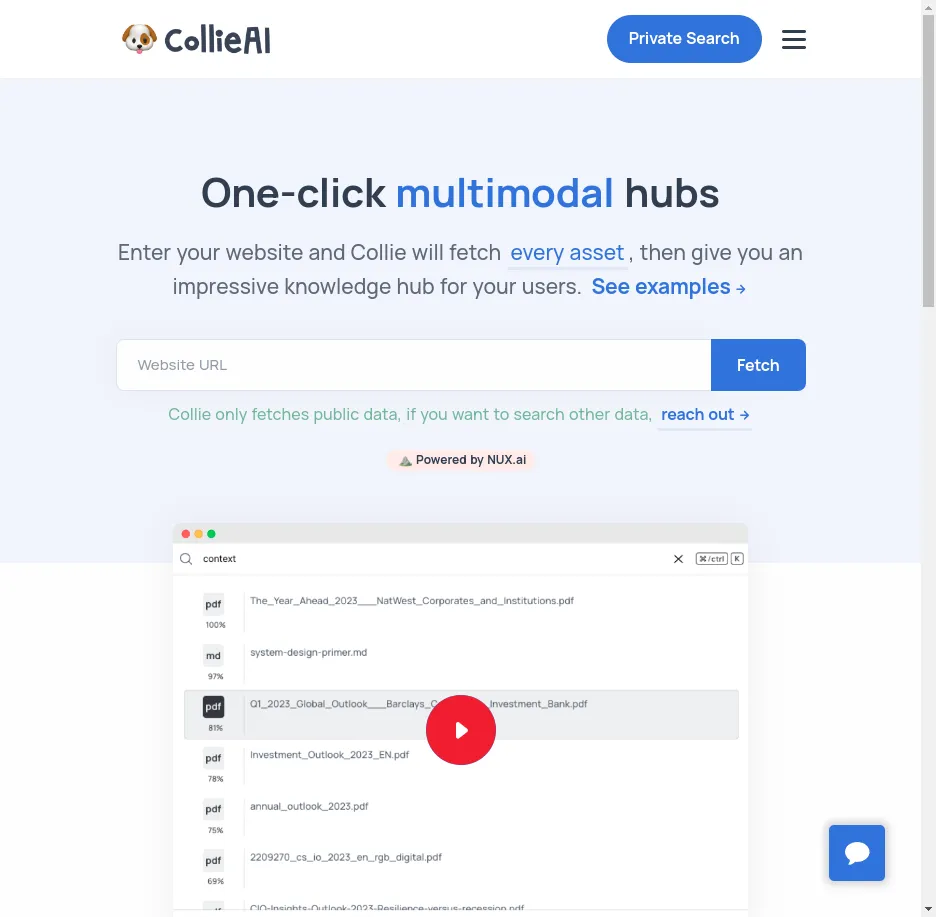 CollieAI
Private Search
One-click multimodal hubs
Enter your website and Collie will fetch every asset, then give you an
impressive knowledge hub for your users. See examples →
Website URL
Fetch
Collie only fetches public data, if you want to search other data, reach out →
Powered by NUX.ai
context
⌘/ctrl K
pdf The_Year_Ahead_2023___NatWest_Corporates_and_Institutions.pdf
100%
md system-design-primer.md
97%
pdf Q1_2023_Global_Outlook___Barclays_ Investment_Bank.pdf
81%
pdf Investment_Outlook_2023_EN.pdf
78%
pdf annual_outlook_2023.pdf
75%
pdf 2209270_cs_io_2023_en_rgb_digital.pdf
69%
pdf CIO-Insights-Outlook-2023-Resilience-versus-recession.pdf